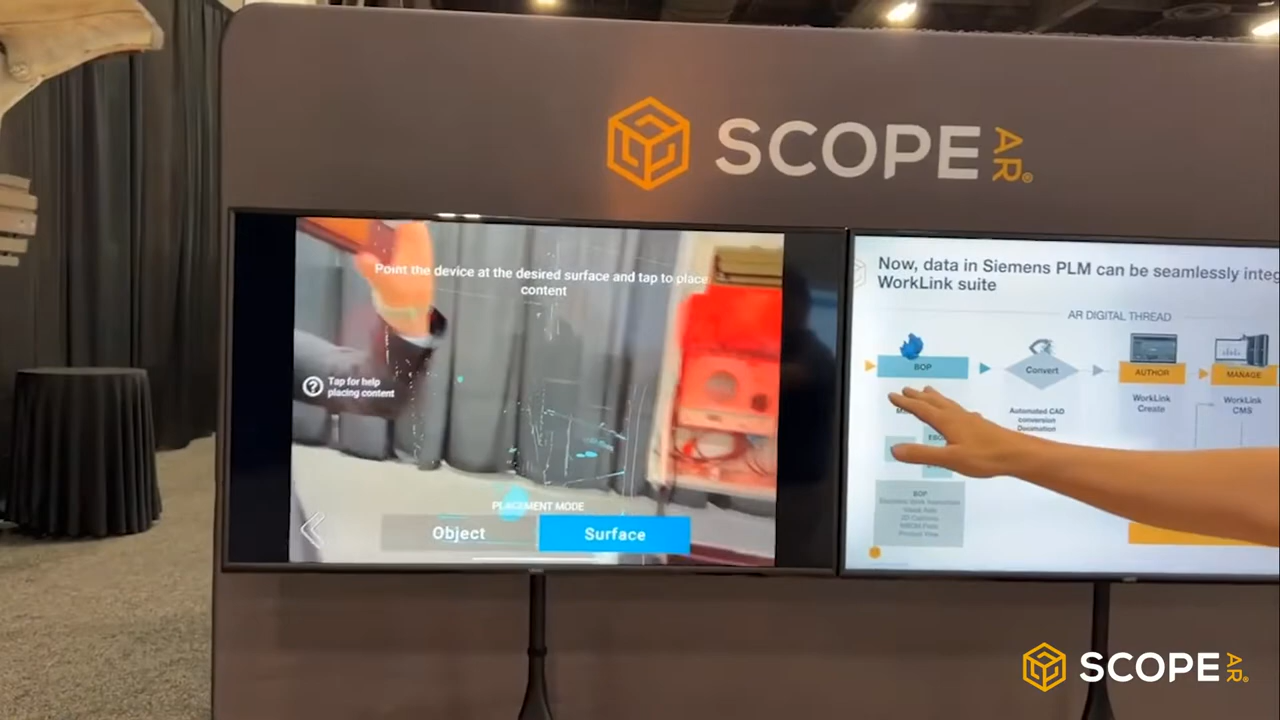 SCOPE AR®
Point the device at the desired surface and tap to place
content
? Tap for help
placing content
PLACEMENT MODE
Object
Surface
Now, data in Siemens PLM can be seamlessly
WorkLink suite
AR DIGITAL THREAD
BOP
Convert
AUTHOR
MANAGE
Automated CAD
conversion
Decimation
WorkLink
Create
WorkLink
CMS
BOP
SCOPE AR®